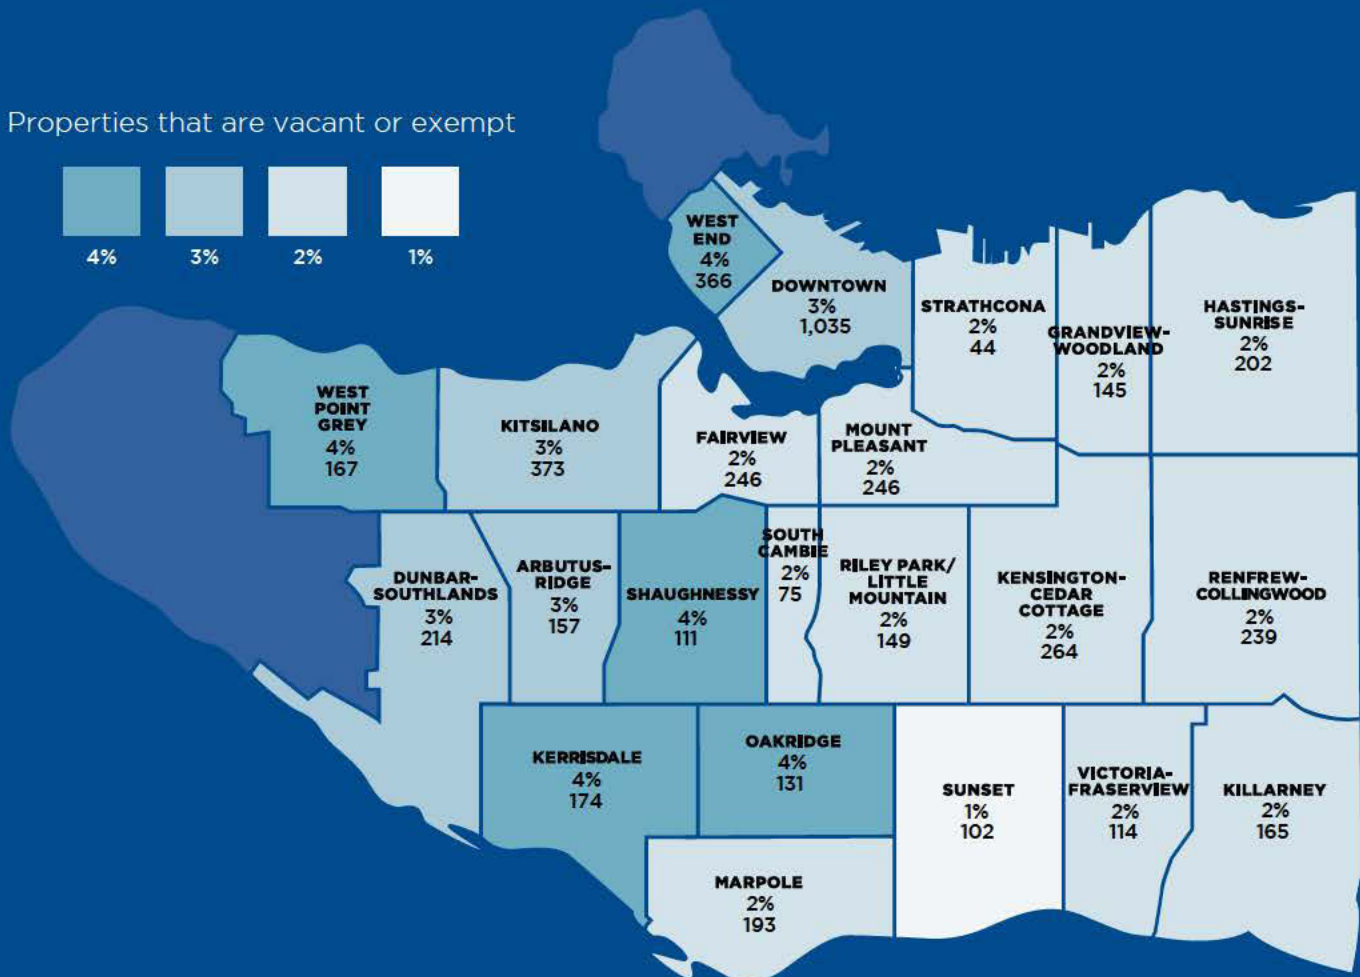 Properties that are vacant or exempt
4%
3%
2%
1%
WEST
END
4%
366
DOWNTOWN
3%
1,035
STRATHCONA
2%
44
GRANDVIEW-
WOODLAND
2%
145
HASTINGS-
SUNRISE
2%
202
WEST
POINT
GREY
4%
167
KITSILANO
3%
373
FAIRVIEW
2%
246
MOUNT
PLEASANT
2%
246
DUNBAR-
SOUTHLANDS
3%
214
ARBUTUS-
RIDGE
3%
157
SHAUGHNESSY
4%
111
SOUTH
CAMBIE
2%
75
RILEY PARK/
LITTLE
MOUNTAIN
2%
149
KENSINGTON-
CEDAR
COTTAGE
2%
264
RENFREW-
COLLINGWOOD
2%
239
KERRISDALE
4%
174
OAKRIDGE
4%
131
SUNSET
1%
102
VICTORIA-
FRASERVIEW
2%
114
KILLARNEY
2%
165
MARPOLE
2%
193